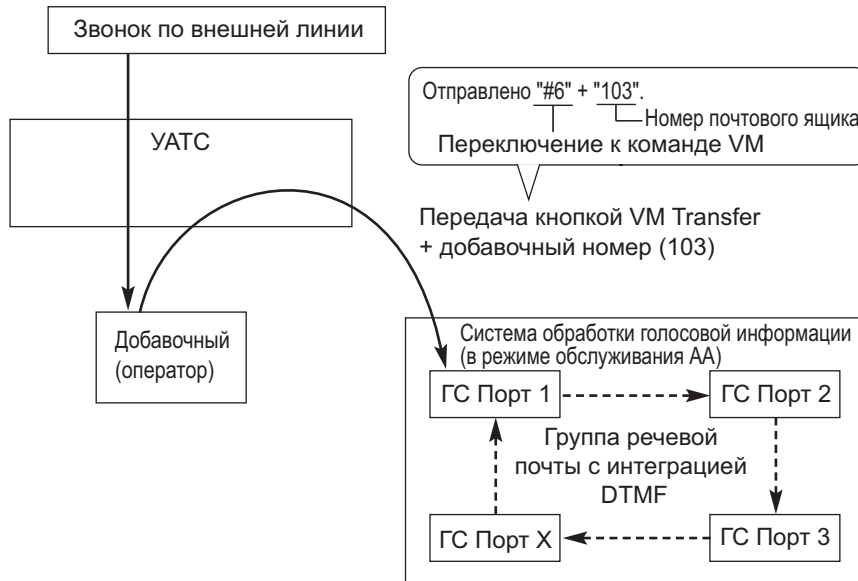 Звонок по внешней линии
Отправлено "#6" + "103".
Номер почтового ящика
Переключение к команде VM
УАТС
Передача кнопкой VM Transfer
+ добавочный номер (103)
Добавочный
(оператор)
Система обработки голосовой информации
(в режиме обслуживания АА)
ГС Порт 1
ГС Порт 2
Группа речевой
почты с интеграцией
DTMF
ГС Порт X
ГС Порт 3